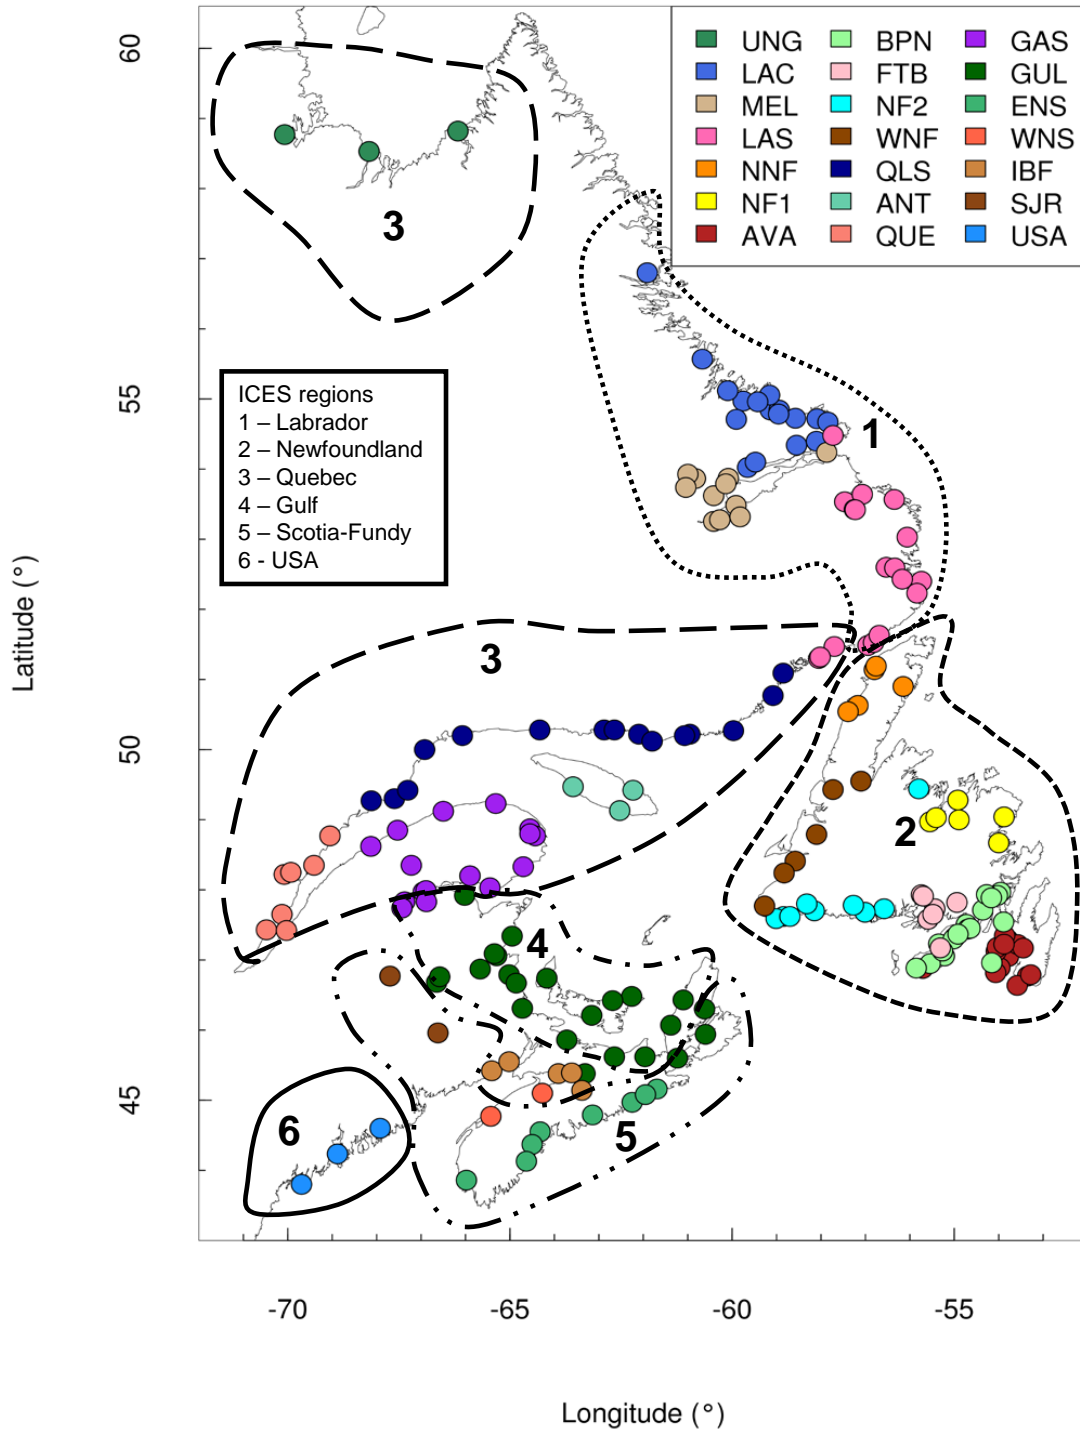 UNG BPN GAS
LAC FTB GUL
MEL NF2 ENS
LAS WNF WNS
NNF QLS IBF
NF1 ANT SJR
AVA QUE USA
60
55
50
45
Latitude (°)
3
ICES regions
1 – Labrador
2 – Newfoundland
3 – Quebec
4 – Gulf
5 – Scotia-Fundy
6 - USA
1
3
2
4
6
5
-70 -65 -60 -55
Longitude (°)